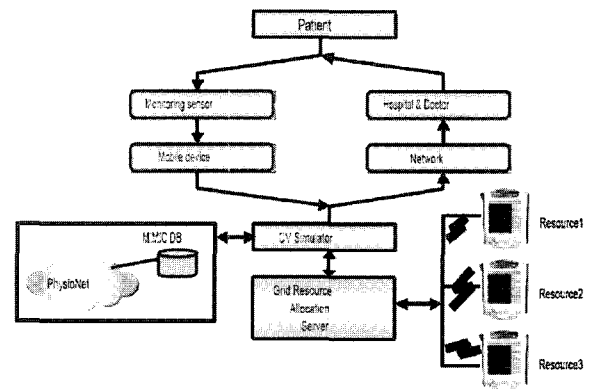 Patient
Monitoring sensor
Hospital & Doctor
Mobile device
Network
CV Simulator
MIMIC DB
PhysioNet
Grid Resource
Allocation
Server
Resource1
Resource2
Resource3